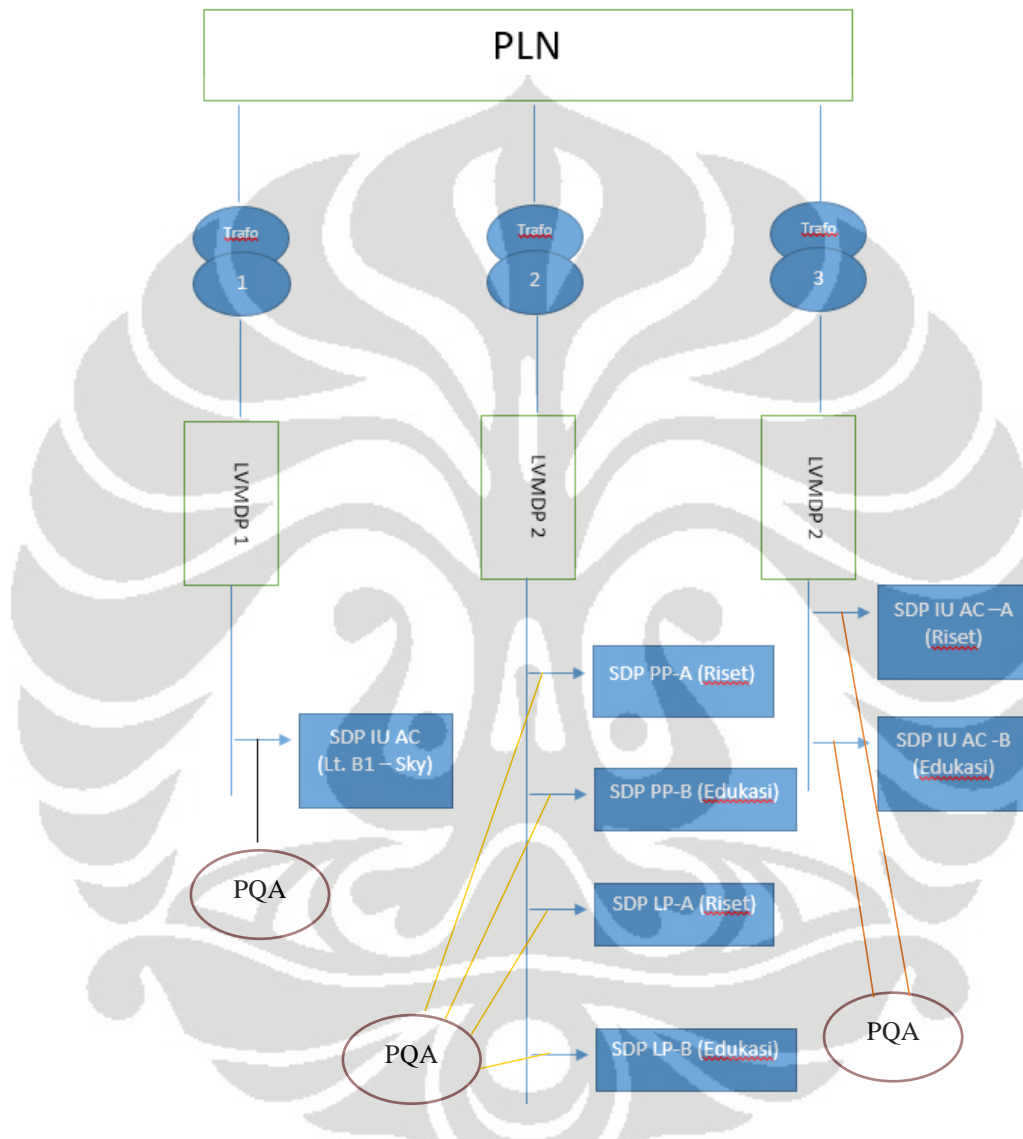 PLN
Trafo
1
Trafo
2
Trafo
3
LVMDP 1
LVMDP 2
LVMDP 2
SDP IU AC
(Lt. B1 – Sky)
PQA
SDP PP-A (Riset)
SDP PP-B (Edukasi)
SDP LP-A (Riset)
SDP LP-B (Edukasi)
PQA
SDP IU AC –A
(Riset)
SDP IU AC -B
(Edukasi)
PQA